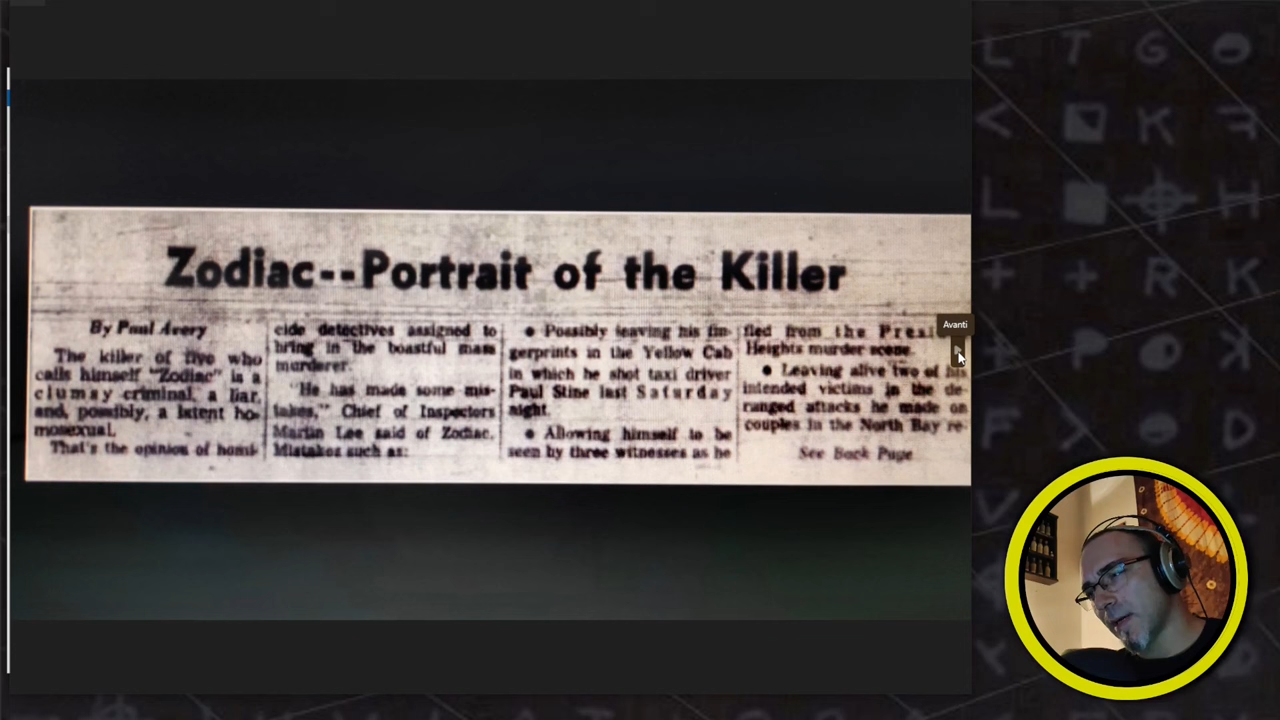 Zodiac--Portrait of the Killer
By Paul Avery
The killer of five who
calls himself "Zodiac" is a
clumsy criminal, a liar,
and, possibly, a latent ho-
mosexual.
That's the opinion of homi-
cide detectives assigned to
bring in the boastful mass
murderer.
"He has made some mis-
takes," Chief of Inspectors
Martin Lee said of Zodiac.
Mistakes such as:
● Possibly leaving his fin-
gerprints in the Yellow Cab
in which he shot taxi driver
Paul Stine last Saturday
night.
● Allowing himself to be
seen by three witnesses as he
fled from the Presi
Heights murder scene.
● Leaving alive two of his
intended victims in the de-
ranged attacks he made on
couples in the North Bay re-
See Back Page
Avanti
L T G
< K
L H
+ + R K
P
F D
V